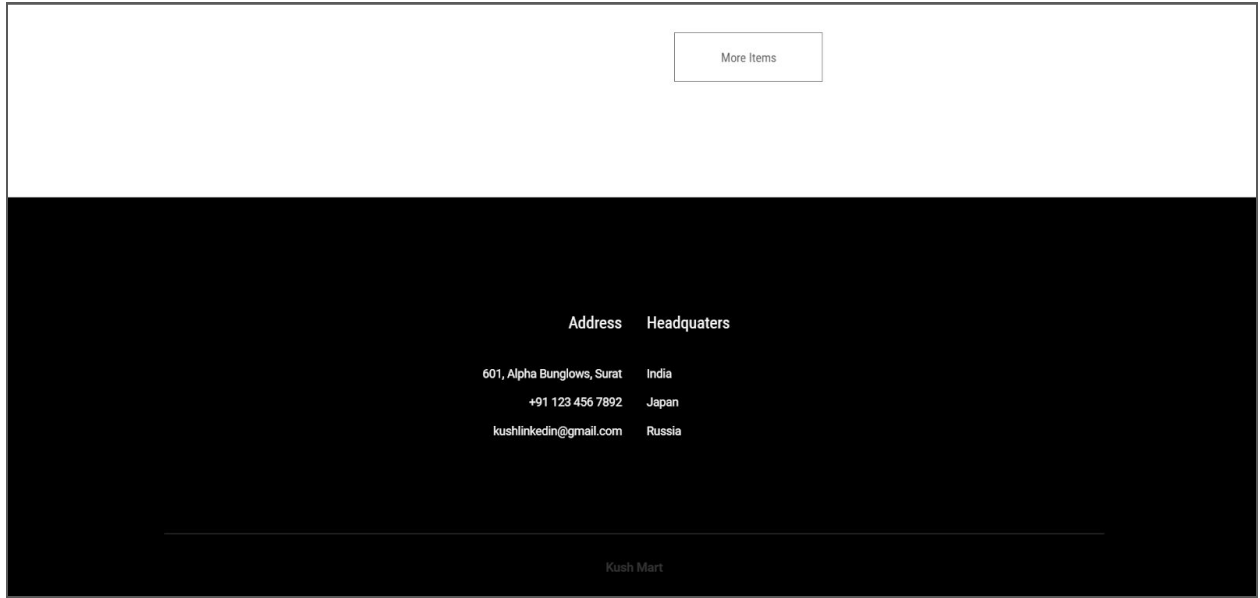 More Items
Address
601, Alpha Bunglows, Surat
+91 123 456 7892
kushlinkedin@gmail.com
Headquaters
India
Japan
Russia
Kush Mart